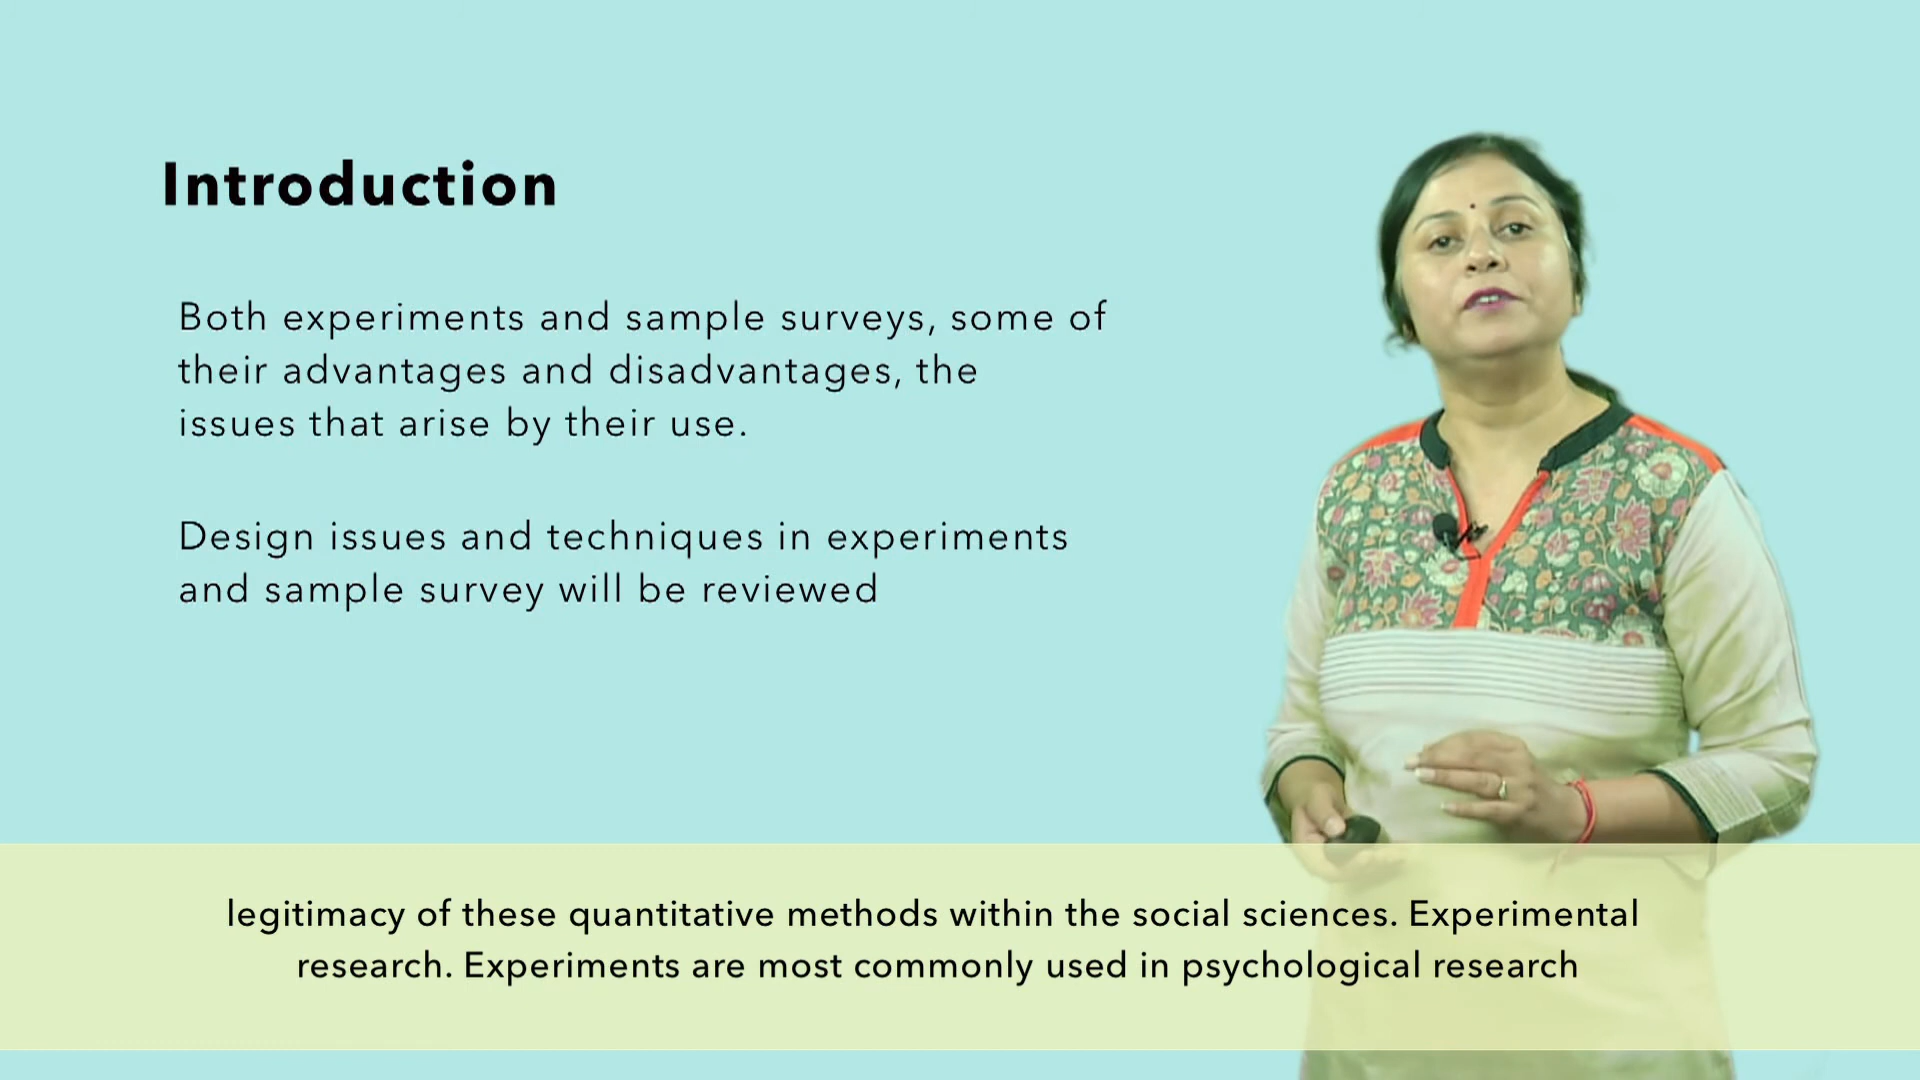 Introduction
Both experiments and sample surveys, some of
their advantages and disadvantages, the
issues that arise by their use.
Design issues and techniques in experiments
and sample survey will be reviewed
legitimacy of these quantitative methods within the social sciences. Experimental
research. Experiments are most commonly used in psychological research